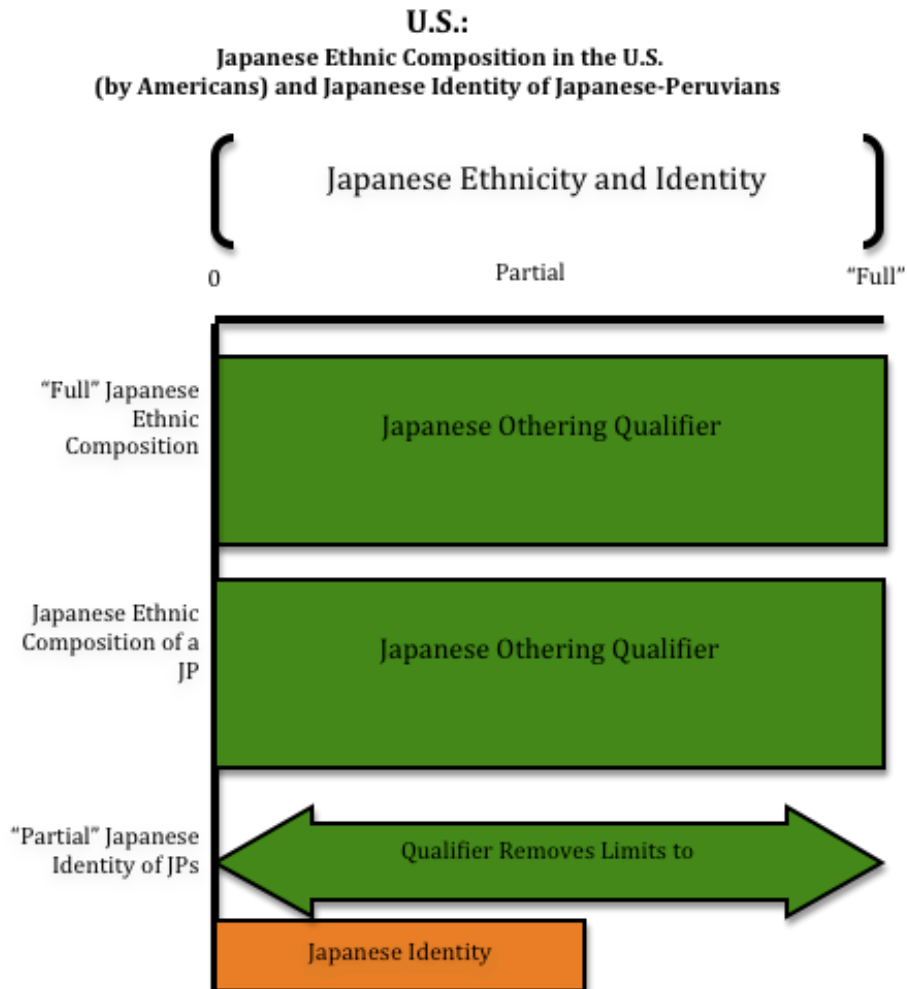 U.S.:
Japanese Ethnic Composition in the U.S.
(by Americans) and Japanese Identity of Japanese-Peruvians
Japanese Ethnicity and Identity
0
Partial
“Full”
“Full” Japanese
Ethnic
Composition
Japanese Othering Qualifier
Japanese Ethnic
Composition of a
JP
Japanese Othering Qualifier
“Partial” Japanese
Identity of JPs
Qualifier Removes Limits to
Japanese Identity